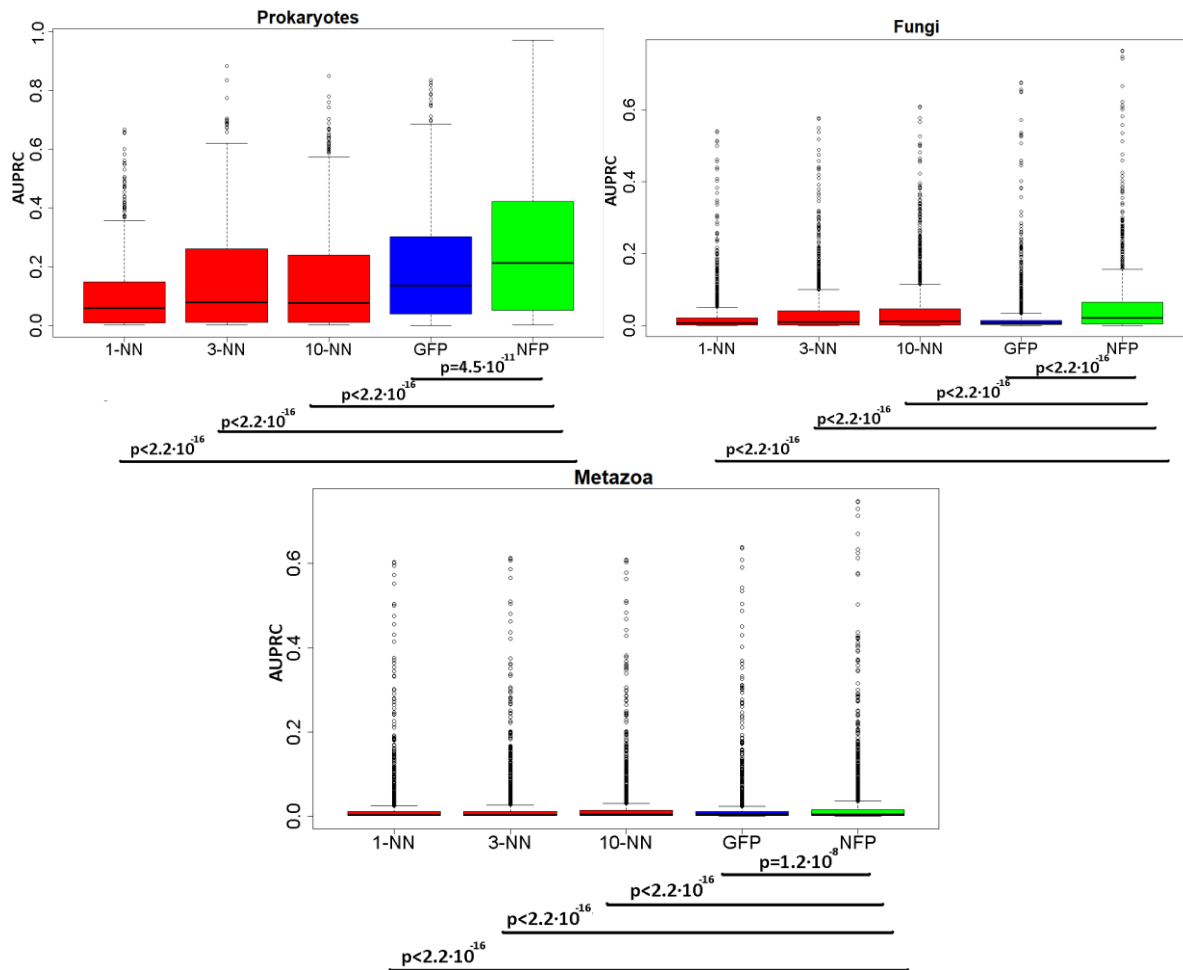 Prokaryotes
AUPRC
1.0
0.8
0.6
0.4
0.2
0.0
1-NN 3-NN 10-NN GFP NFP
p=4.5·10^-11
p<2.2·10^-16
p<2.2·10^-16
p<2.2·10^-16
Fungi
AUPRC
0.6
0.4
0.2
0.0
1-NN 3-NN 10-NN GFP NFP
p<2.2·10^-16
p<2.2·10^-16
p<2.2·10^-16
p<2.2·10^-16
Metazoa
AUPRC
0.6
0.4
0.2
0.0
1-NN 3-NN 10-NN GFP NFP
p=1.2·10^-8
p<2.2·10^-16
p<2.2·10^-16
p<2.2·10^-16